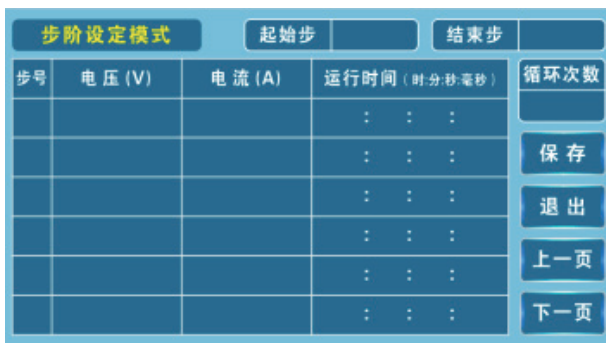 步阶设定模式 起始步 结束步
步号 电压(V) 电流(A) 运行时间(时:分:秒:毫秒) 循环次数
: : :
: : :
保存
: : :
退出
: : :
上一页
: : :
: : :
下一页